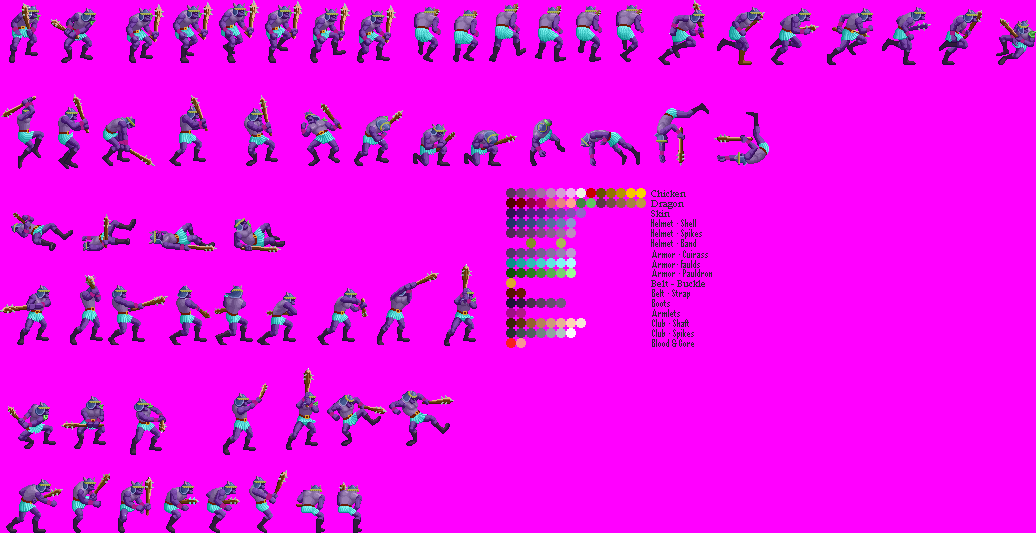 Chicken
Dragon
Skin
Helmet - Shell
Helmet - Spikes
Helmet - Band
Armor - Cuirass
Armor - Faulds
Armor - Pauldron
Belt - Buckle
Belt - Strap
Boots
Armlets
Club - Shaft
Club - Spikes
Blood & Gore